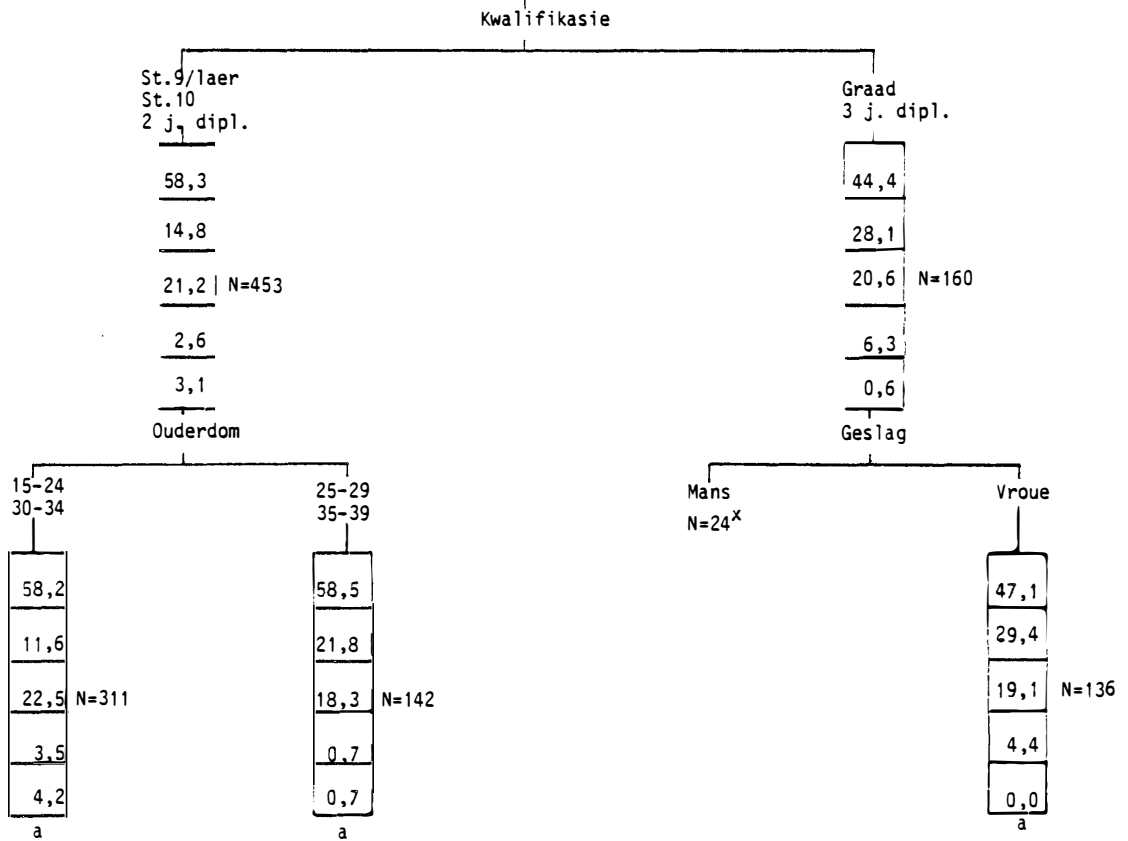 Kwalifikasie
St.9/laer
St.10
2 j. dipl.
58,3
14,8
21,2 N=453
2,6
3,1
Graad
3 j. dipl.
44,4
28,1
20,6 N=160
6,3
0,6
Ouderdom
15-24
30-34
58,2
11,6
22,5 N=311
3,5
4,2
a
25-29
35-39
58,5
21,8
18,3 N=142
0,7
0,7
a
Geslag
Mans
N=24x
Vroue
47,1
29,4
19,1 N=136
4,4
0,0
a